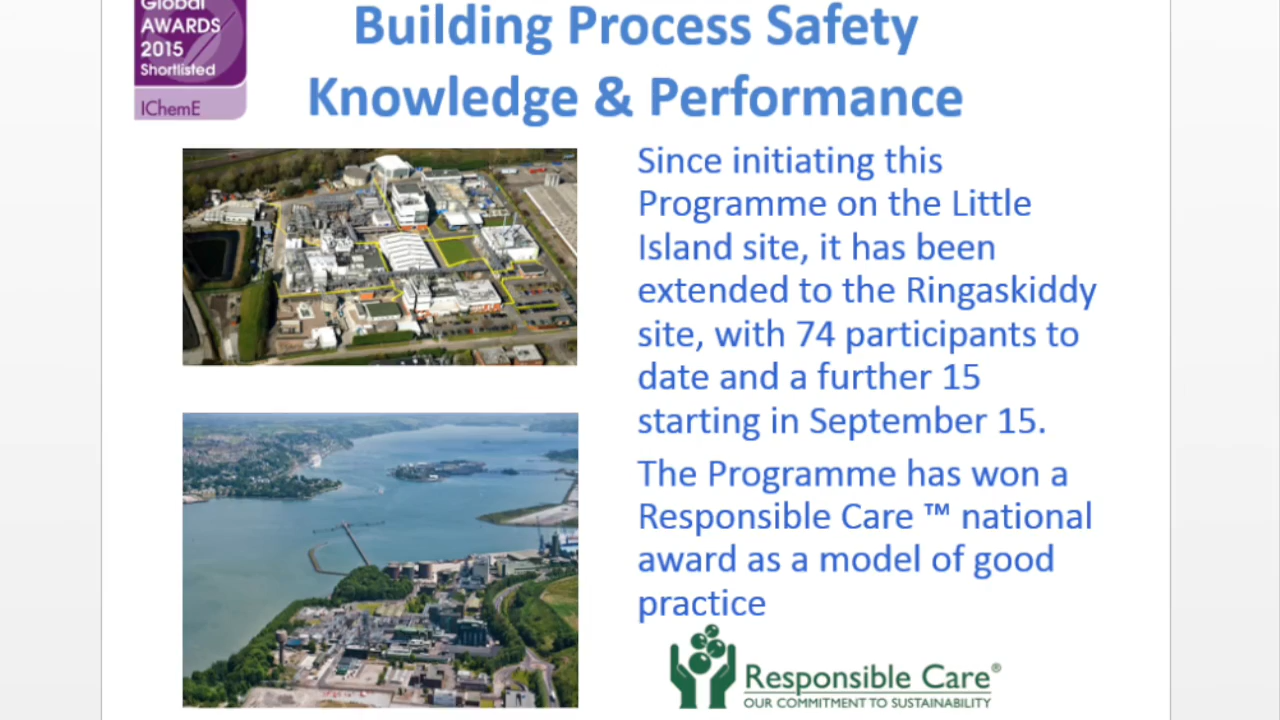 Global
AWARDS
2015
Shortlisted
IChemE
Building Process Safety
Knowledge & Performance
Since initiating this
Programme on the Little
Island site, it has been
extended to the Ringaskiddy
site, with 74 participants to
date and a further 15
starting in September 15.
The Programme has won a
Responsible Care ™ national
award as a model of good
practice
Responsible Care®
OUR COMMITMENT TO SUSTAINABILITY